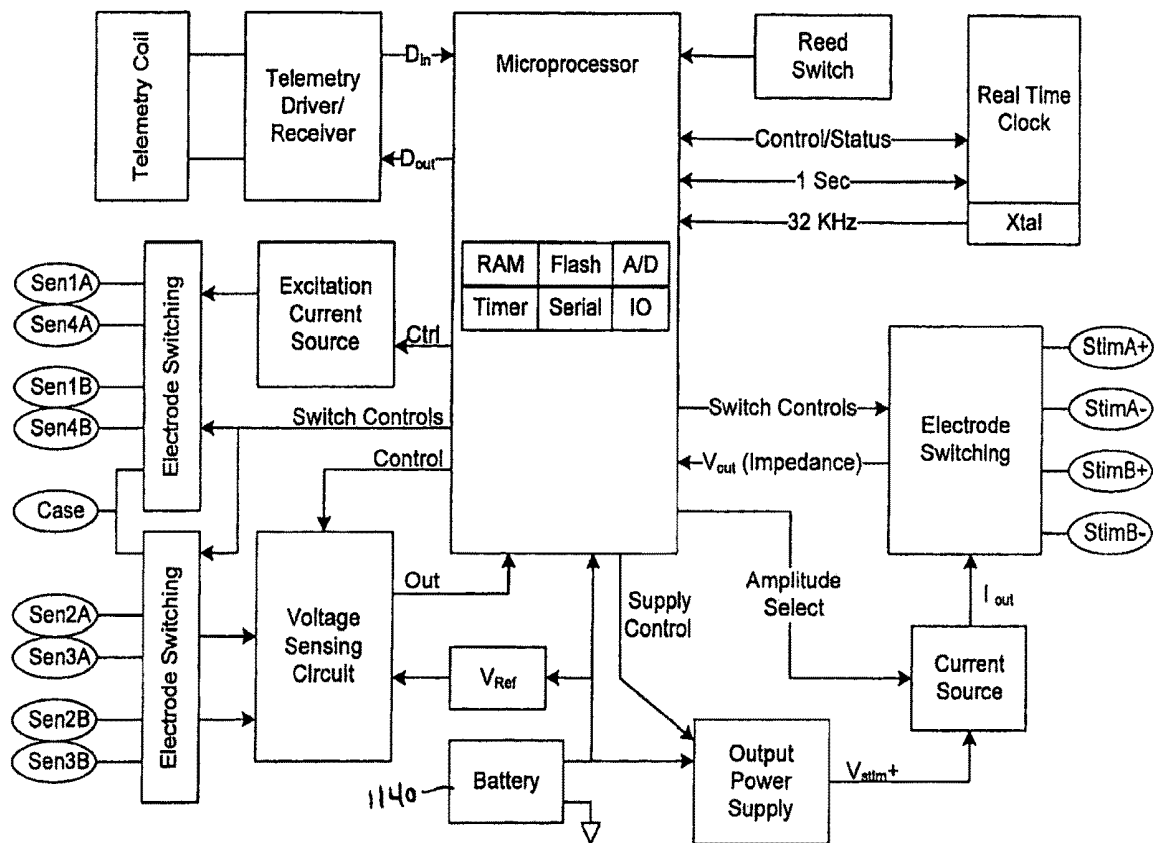 Telemetry Coil
Telemetry
Driver/
Receiver
Din
Dout
Microprocessor
RAM
Flash
A/D
Timer
Serial
IO
Reed
Switch
Real Time
Clock
Xtal
Control/Status
1 Sec
32 KHz
Sen1A
Sen4A
Sen1B
Sen4B
Case
Electrode Switching
Excitation
Current
Source
Ctrl
Switch Controls
Control
Sen2A
Sen3A
Sen2B
Sen3B
Electrode Switching
Voltage
Sensing
Circuit
Out
VRef
1140
Battery
Supply
Control
Output
Power
Supply
Vstim+
Amplitude
Select
Current
Source
I out
Switch Controls
Vout (Impedance)
Electrode
Switching
StimA+
StimA-
StimB+
StimB-